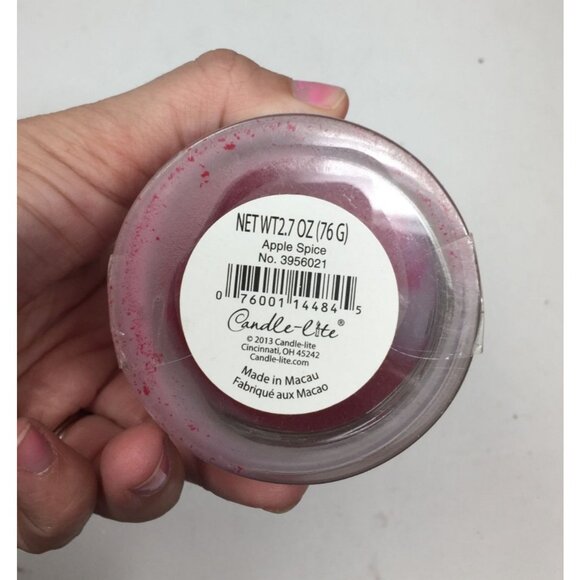 NET WT2.7 OZ (76 G)
Apple Spice
No. 3956021
0 76001 14484 5
Candle-lite®
© 2013 Candle-lite
Cincinnati, OH 45242
Candle-lite.com
Made in Macau
Fabriqué aux Macao